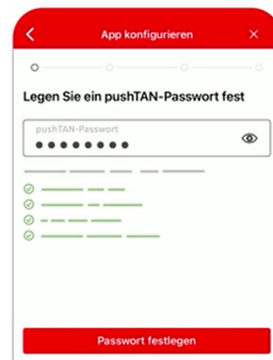 App konfigurieren
Legen Sie ein pushTAN-Passwort fest
pushTAN-Passwort
Passwort festlegen